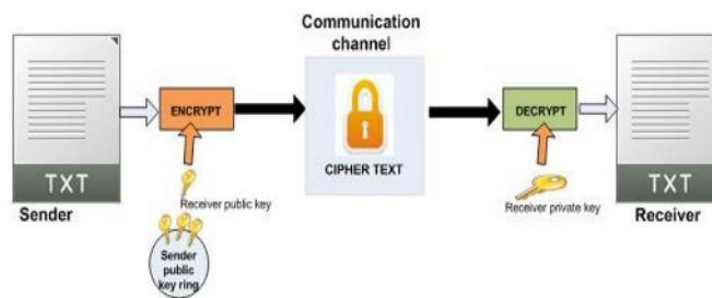 Communication
channel
ENCRYPT
DECRYPT
CIPHER TEXT
TXT
Sender
Receiver public key
Sender
public
key ring
Receiver private key
TXT
Receiver